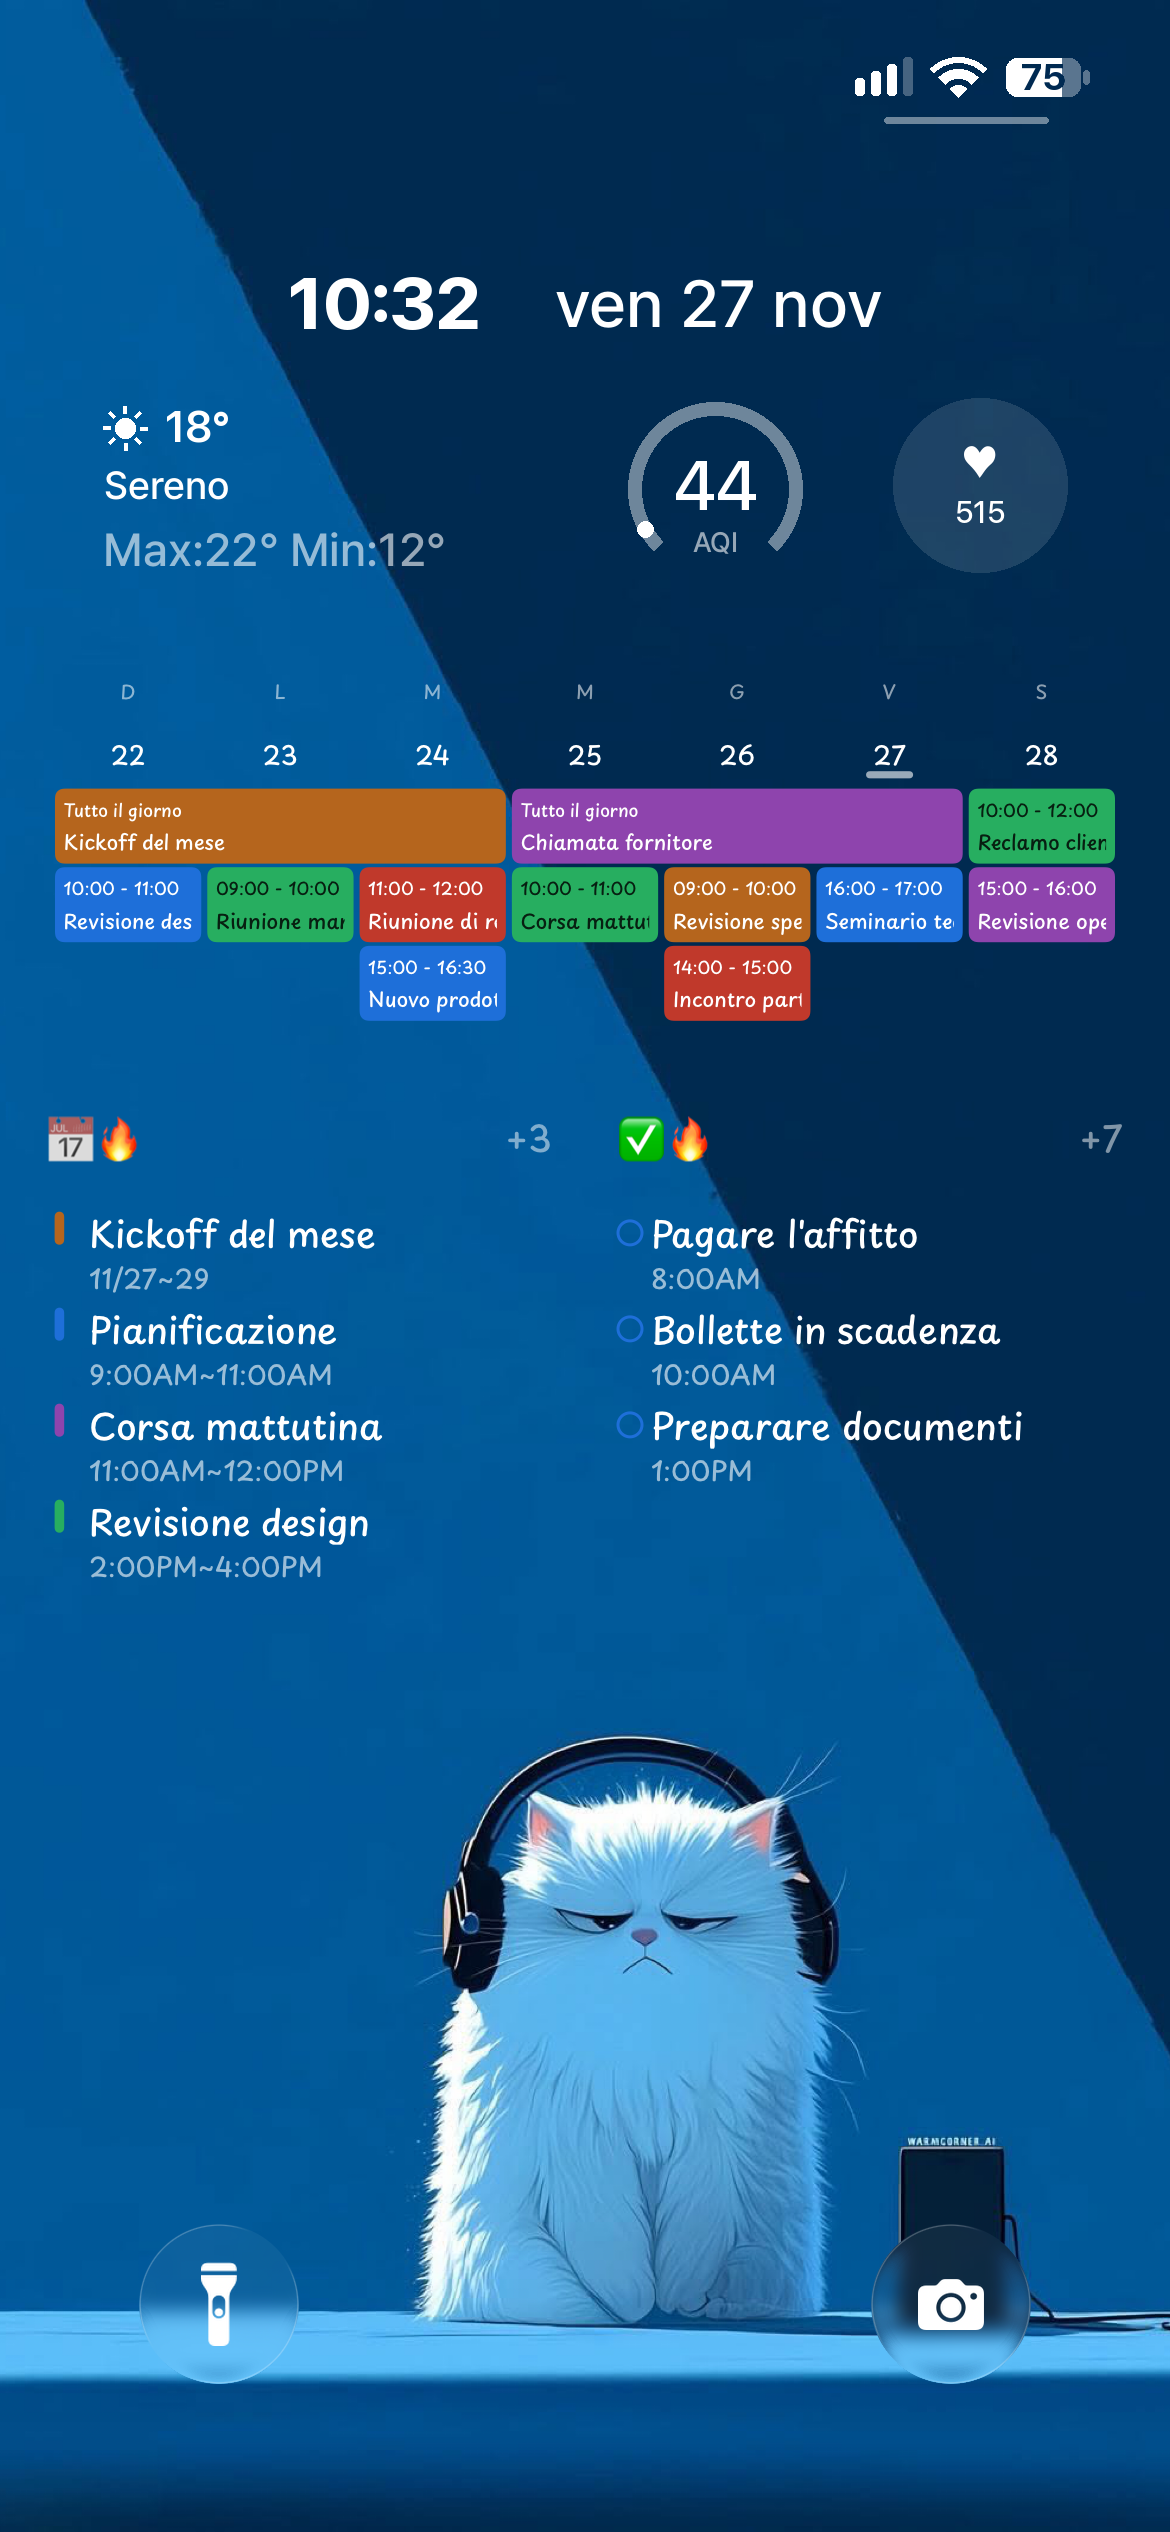 75
10:32 ven 27 nov
18°
Sereno
Max:22° Min:12°
44
AQI
515
D L M M G V S
22 23 24 25 26 27 28
Tutto il giorno
Kickoff del mese
Tutto il giorno
Chiamata fornitore
10:00 - 12:00
Reclamo clien
10:00 - 11:00
Revisione des
09:00 - 10:00
Riunione mar
11:00 - 12:00
Riunione di r
10:00 - 11:00
Corsa mattut
09:00 - 10:00
Revisione spe
16:00 - 17:00
Seminario te
15:00 - 16:00
Revisione ope
15:00 - 16:30
Nuovo prodot
14:00 - 15:00
Incontro part
JUL
17
+3
Kickoff del mese
11/27~29
Pianificazione
9:00AM~11:00AM
Corsa mattutina
11:00AM~12:00PM
Revisione design
2:00PM~4:00PM
+7
Pagare l'affitto
8:00AM
Bollette in scadenza
10:00AM
Preparare documenti
1:00PM
WARMCORNER.AI